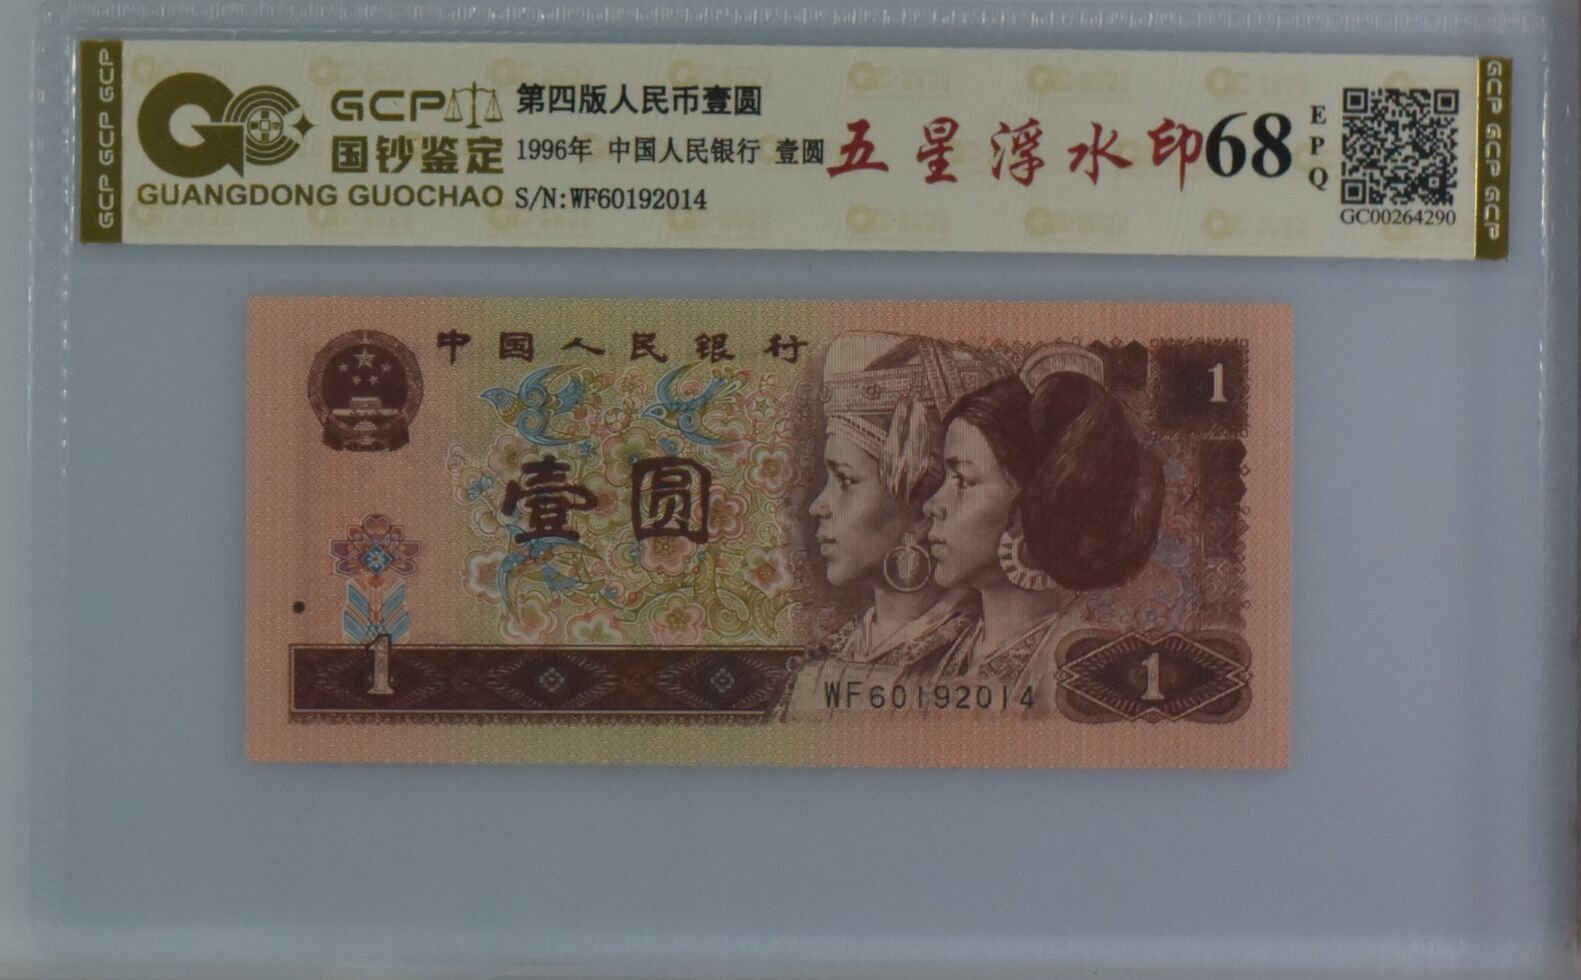 GCP GCP GCP
GCP
国钞鉴定
GUANGDONG GUOCHAO
第四版人民币壹圆
1996年 中国人民银行 壹圆
S/N:WF60192014
五星浮水印
68
EPQ
GC00264290
GCP GCP GCP
中国人民银行
1
壹圆
1
WF60192014
1